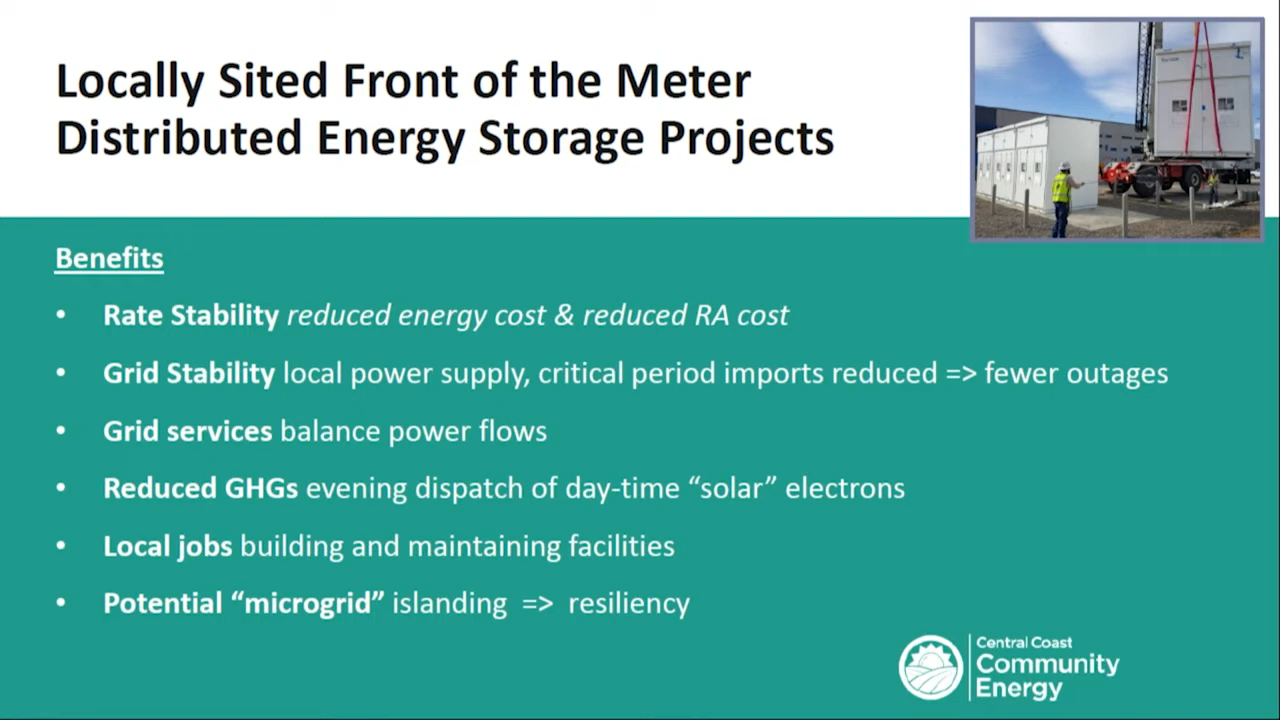 Locally Sited Front of the Meter
Distributed Energy Storage Projects
Benefits
• Rate Stability reduced energy cost & reduced RA cost
• Grid Stability local power supply, critical period imports reduced => fewer outages
• Grid services balance power flows
• Reduced GHGs evening dispatch of day-time “solar” electrons
• Local jobs building and maintaining facilities
• Potential “microgrid” islanding => resiliency
Central Coast
Community
Energy